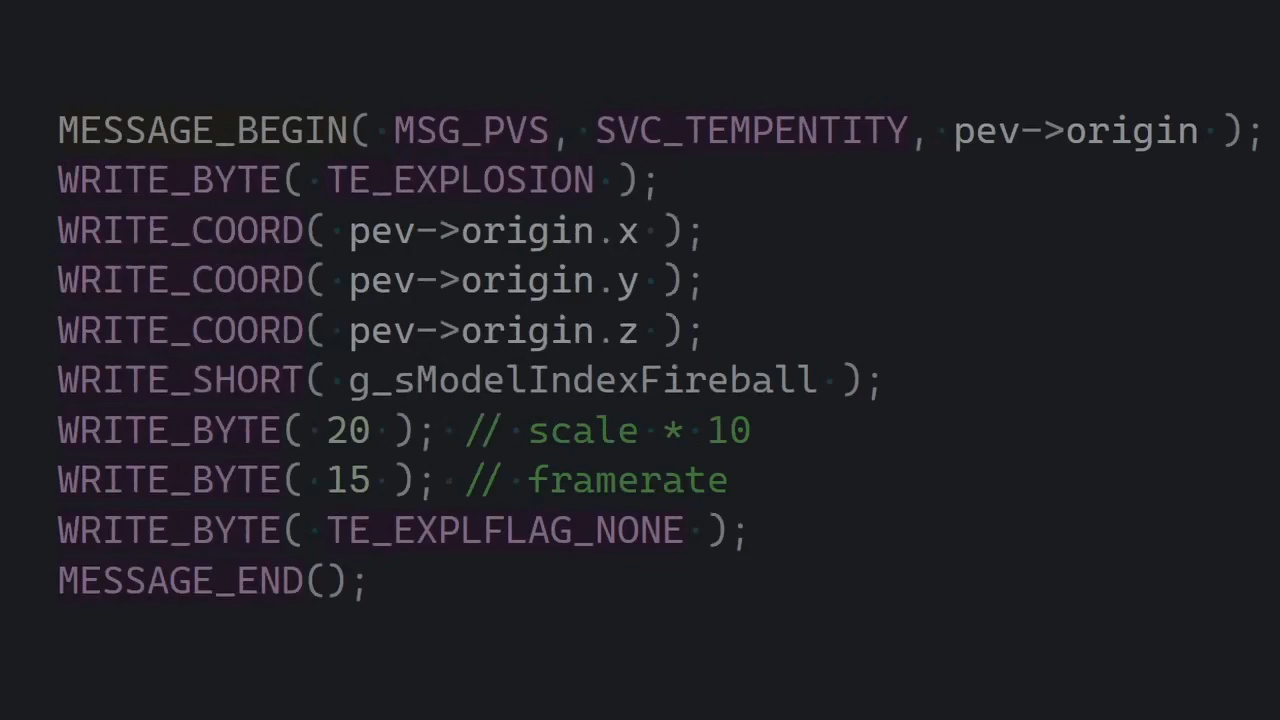 MESSAGE_BEGIN( MSG_PVS, SVC_TEMPENTITY, pev->origin );
WRITE_BYTE( TE_EXPLOSION );
WRITE_COORD( pev->origin.x );
WRITE_COORD( pev->origin.y );
WRITE_COORD( pev->origin.z );
WRITE_SHORT( g_sModelIndexFireball );
WRITE_BYTE( 20 ); // scale * 10
WRITE_BYTE( 15 ); // framerate
WRITE_BYTE( TE_EXPLFLAG_NONE );
MESSAGE_END();